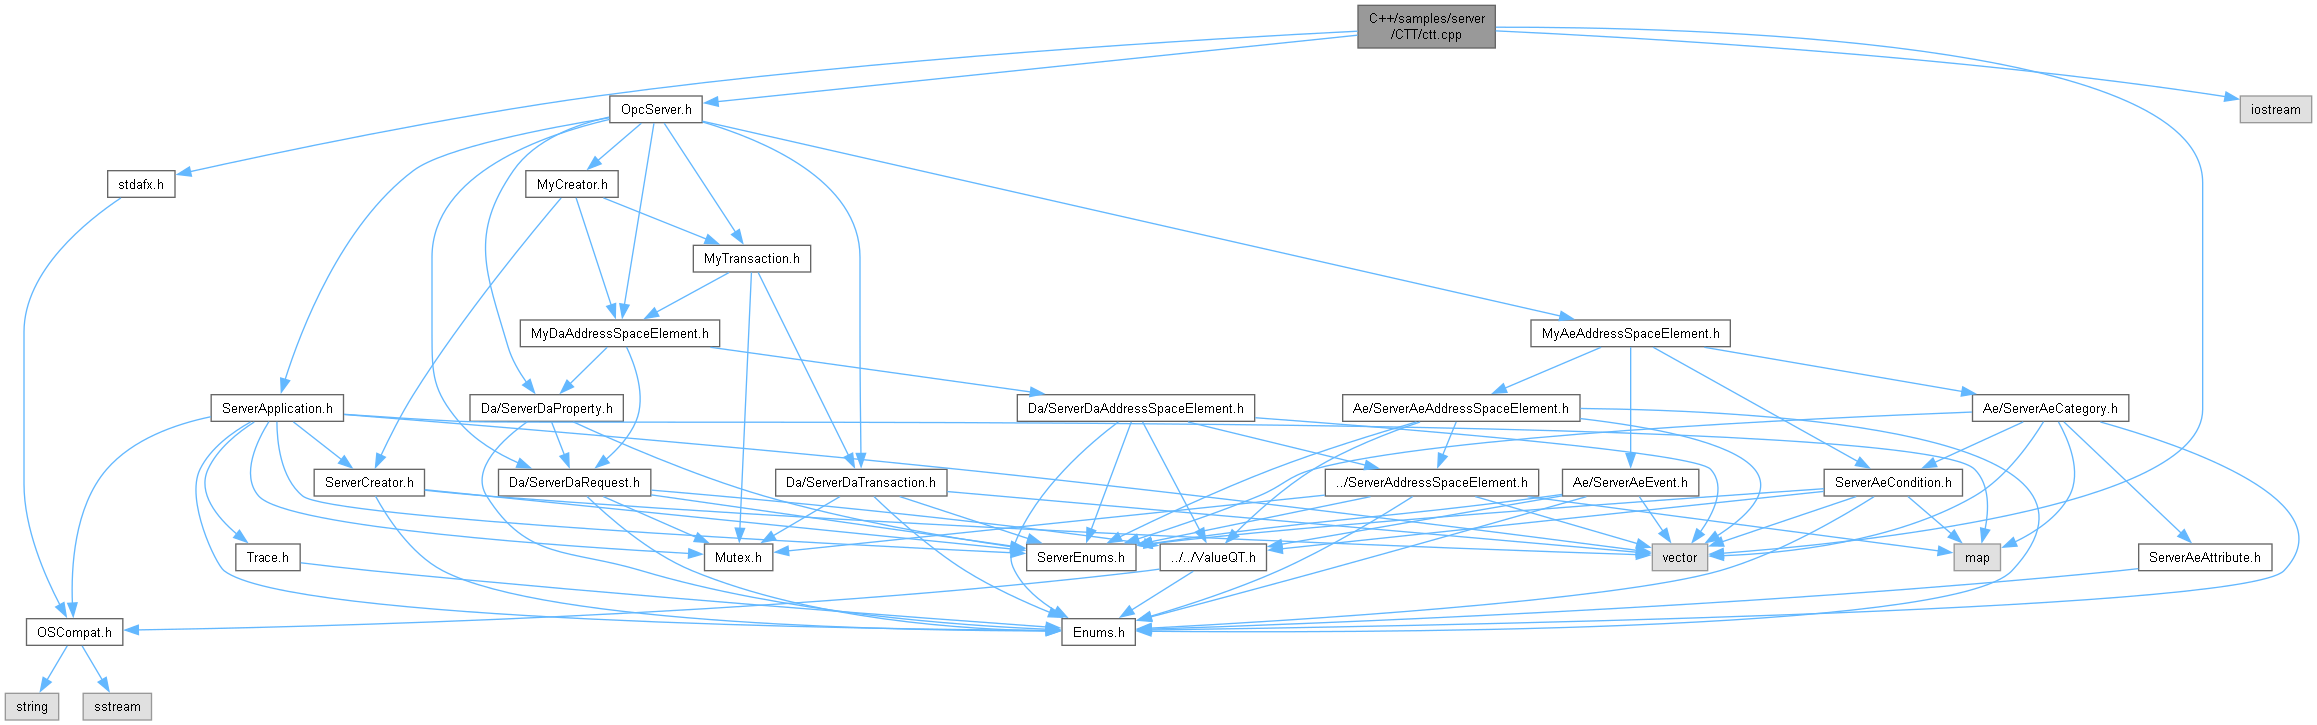 C++/samples/server
/CTT/ctt.cpp
OpcServer.h
iostream
stdafx.h
MyCreator.h
MyTransaction.h
MyDaAddressSpaceElement.h
MyAeAddressSpaceElement.h
ServerApplication.h
Da/ServerDaProperty.h
Da/ServerDaAddressSpaceElement.h
Ae/ServerAeAddressSpaceElement.h
Ae/ServerAeCategory.h
ServerCreator.h
Da/ServerDaRequest.h
Da/ServerDaTransaction.h
../ServerAddressSpaceElement.h
Ae/ServerAeEvent.h
ServerAeCondition.h
Trace.h
Mutex.h
ServerEnums.h
../../ValueQT.h
vector
map
ServerAeAttribute.h
OSCompat.h
Enums.h
string
sstream